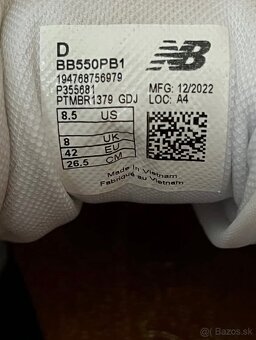 D
NB
BB550PB1
194768756979
P355681
MFG: 12/2022
PTMBR1379 GDJ
LOC: A4
8.5 US
8 UK
42 EU
26.5 CM
Made in Vietnam
Fabriqué au Vietnam
Bazos.sk